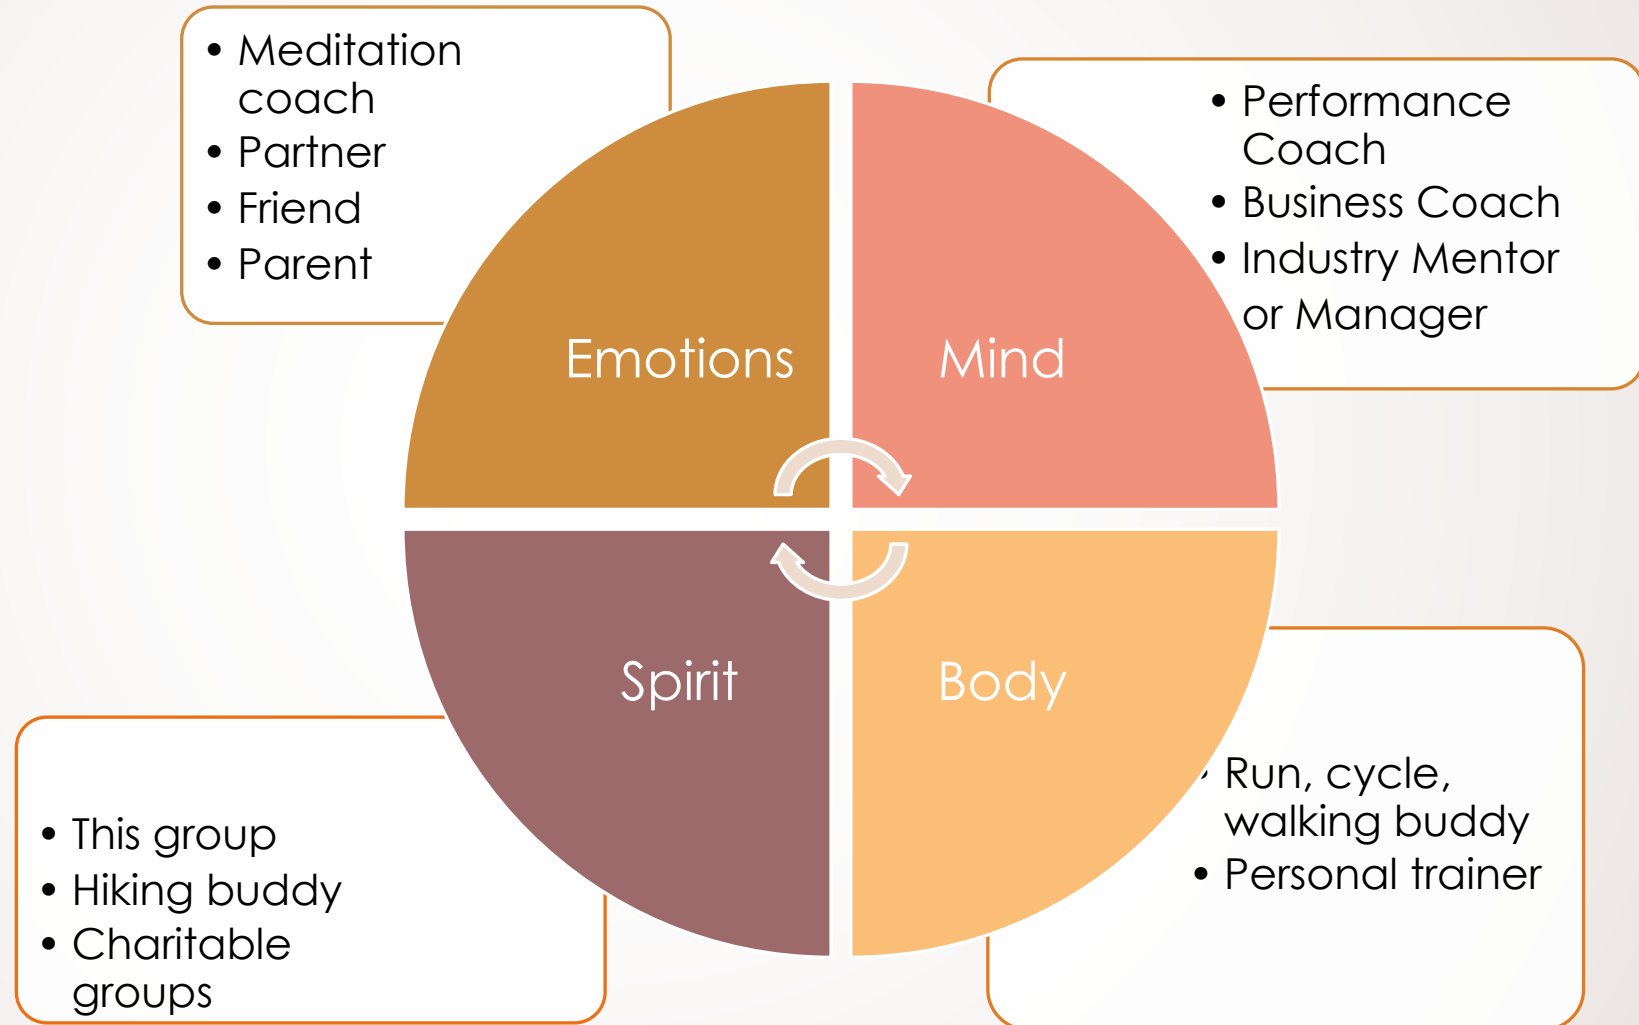 • Meditation
coach
• Partner
• Friend
• Parent
• Performance
Coach
• Business Coach
• Industry Mentor
or Manager
Emotions
Mind
Spirit
Body
• This group
• Hiking buddy
• Charitable
groups
• Run, cycle,
walking buddy
• Personal trainer